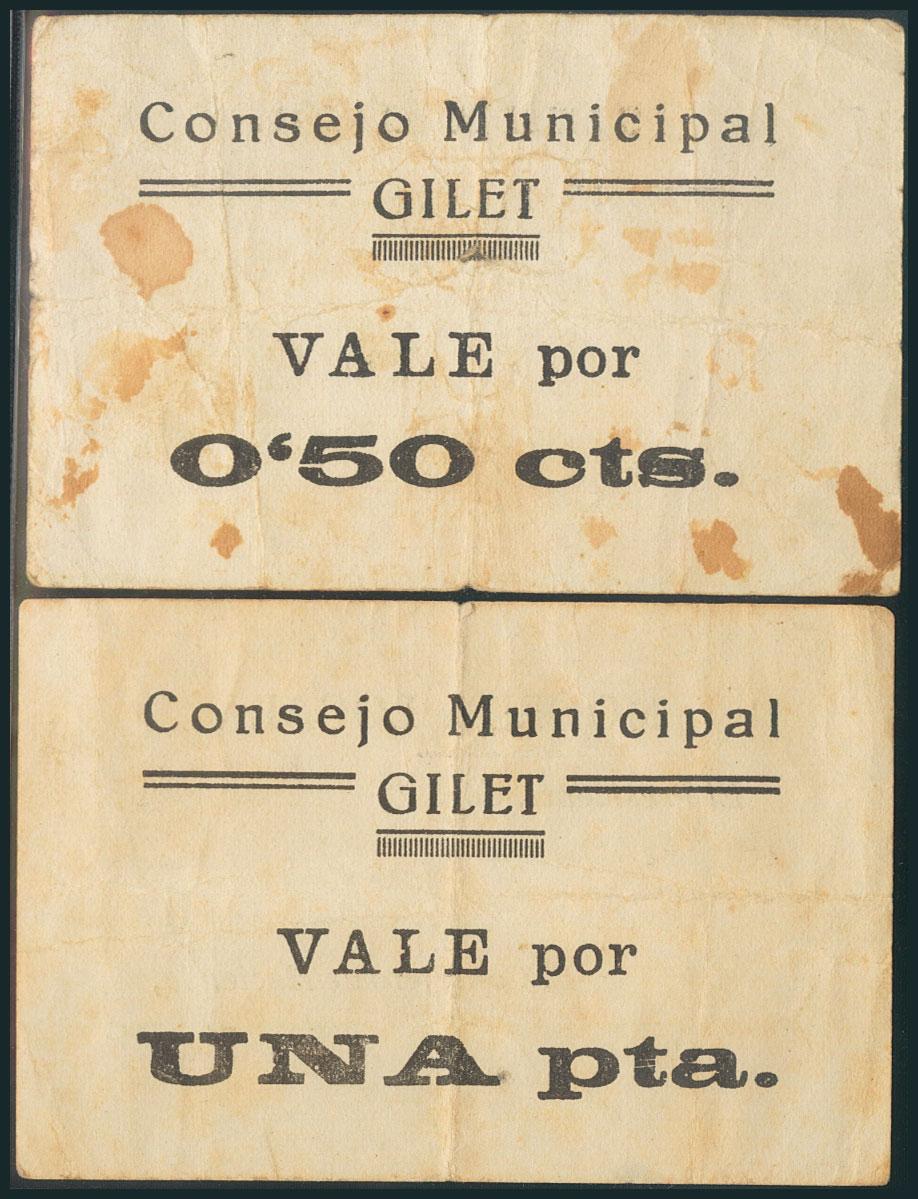 Consejo Municipal
GILET
VALE por
0‘50 cts.
Consejo Municipal
GILET
VALE por
UNA pta.